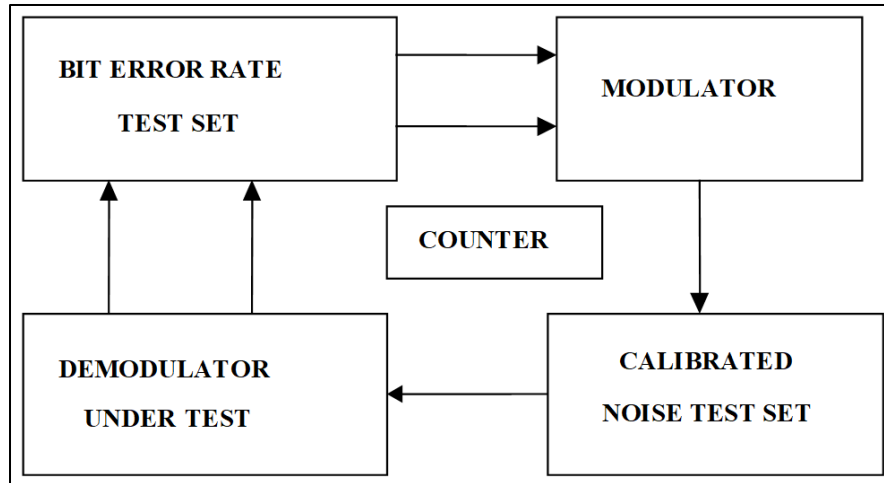 BIT ERROR RATE
TEST SET
MODULATOR
COUNTER
DEMODULATOR
UNDER TEST
CALIBRATED
NOISE TEST SET